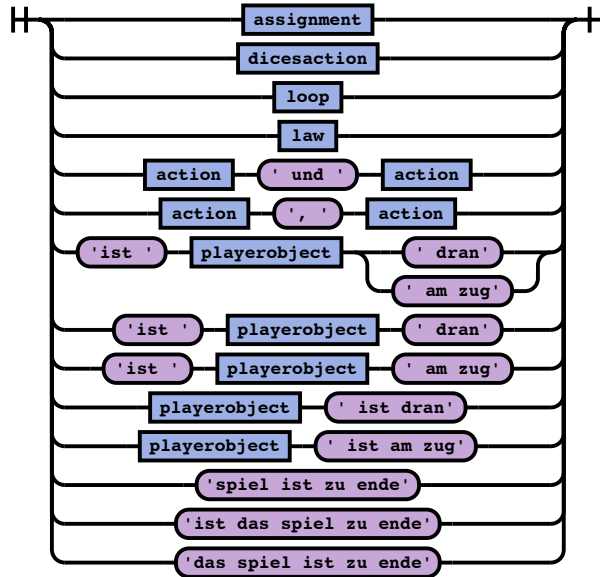 assignment
dicesaction
loop
law
action ' und ' action
action ', ' action
'ist ' playerobject ' dran'
' am zug'
'ist ' playerobject ' dran'
'ist ' playerobject ' am zug'
playerobject ' ist dran'
playerobject ' ist am zug'
'spiel ist zu ende'
'ist das spiel zu ende'
'das spiel ist zu ende'